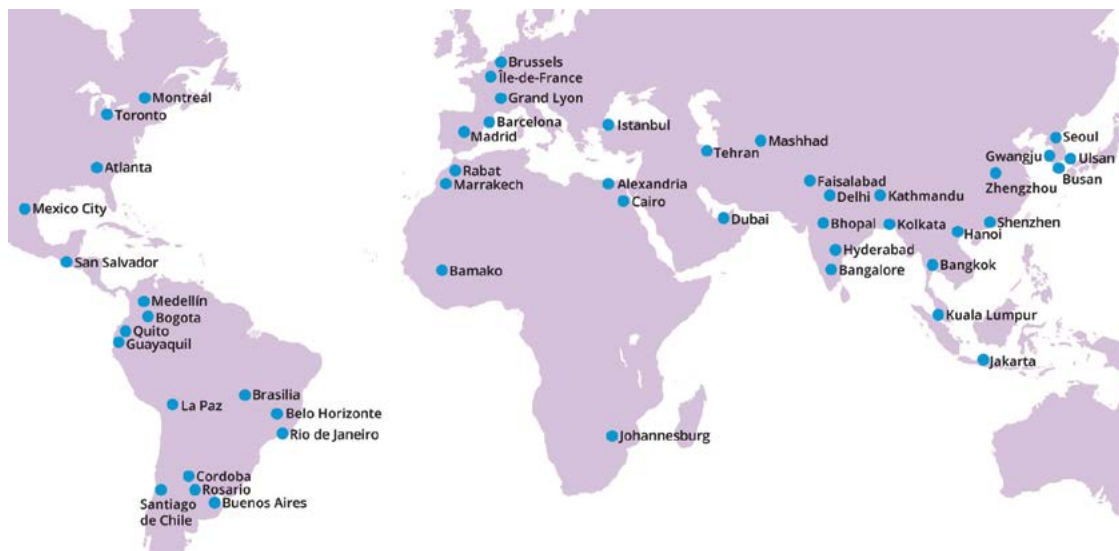 Montreal
Toronto
Atlanta
Mexico City
San Salvador
Medellín
Bogota
Quito
Guayaquil
La Paz
Brasilia
Belo Horizonte
Rio de Janeiro
Cordoba
Rosario
Santiago
de Chile
Buenos Aires
Brussels
Île-de-France
Grand Lyon
Barcelona
Madrid
Istanbul
Rabat
Marrakech
Alexandria
Cairo
Bamako
Johannesburg
Tehran
Mashhad
Dubai
Faisalabad
Delhi
Kathmandu
Bhopal
Kolkata
Hyderabad
Bangalore
Seoul
Gwangju
Ulsan
Busan
Zhengzhou
Shenzhen
Hanoi
Bangkok
Kuala Lumpur
Jakarta